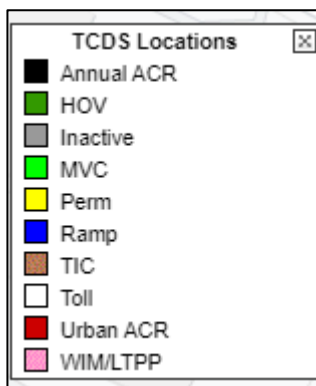 TCDS Locations
Annual ACR
HOV
Inactive
MVC
Perm
Ramp
TIC
Toll
Urban ACR
WIM/LTPP